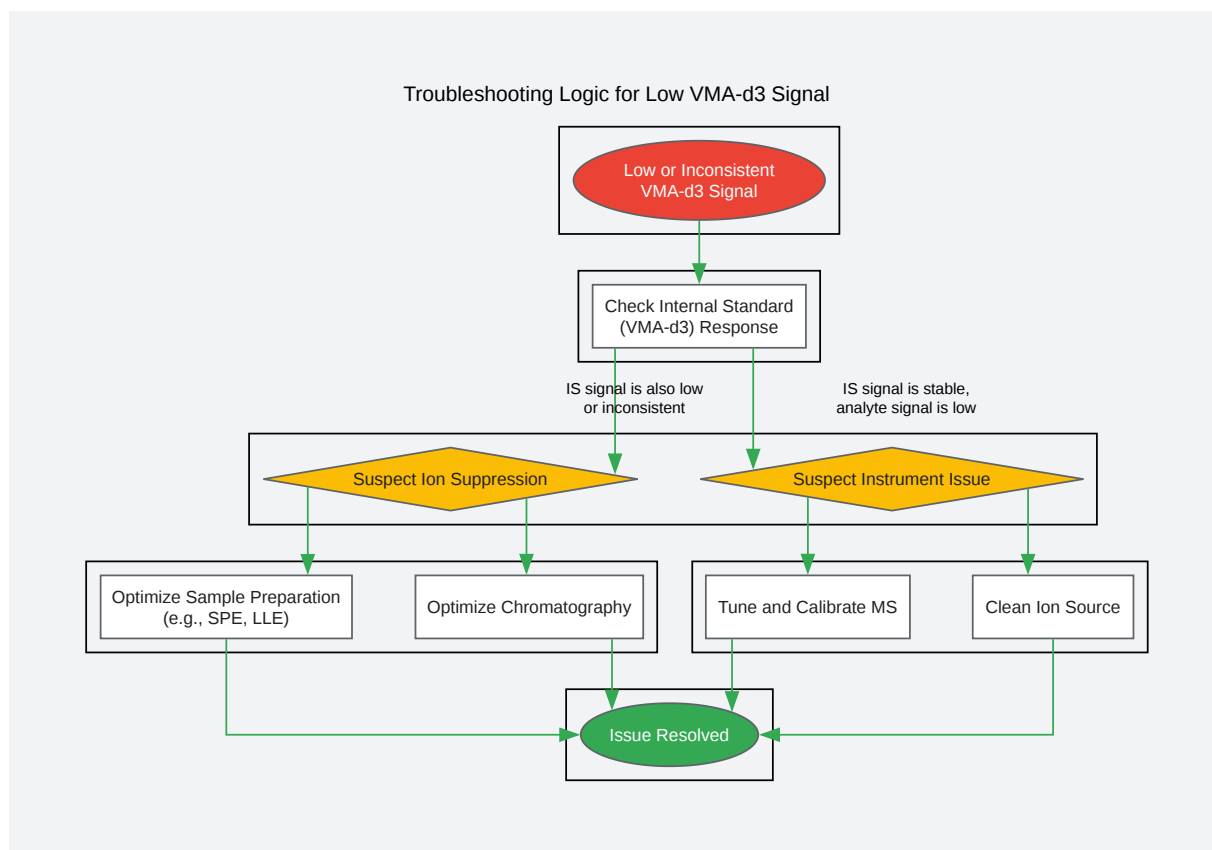 Troubleshooting Logic for Low VMA-d3 Signal
Low or Inconsistent
VMA-d3 Signal
Check Internal Standard
(VMA-d3) Response
IS signal is also low
or inconsistent
IS signal is stable,
analyte signal is low
Suspect Ion Suppression
Suspect Instrument Issue
Optimize Sample Preparation
(e.g., SPE, LLE)
Optimize Chromatography
Tune and Calibrate MS
Clean Ion Source
Issue Resolved